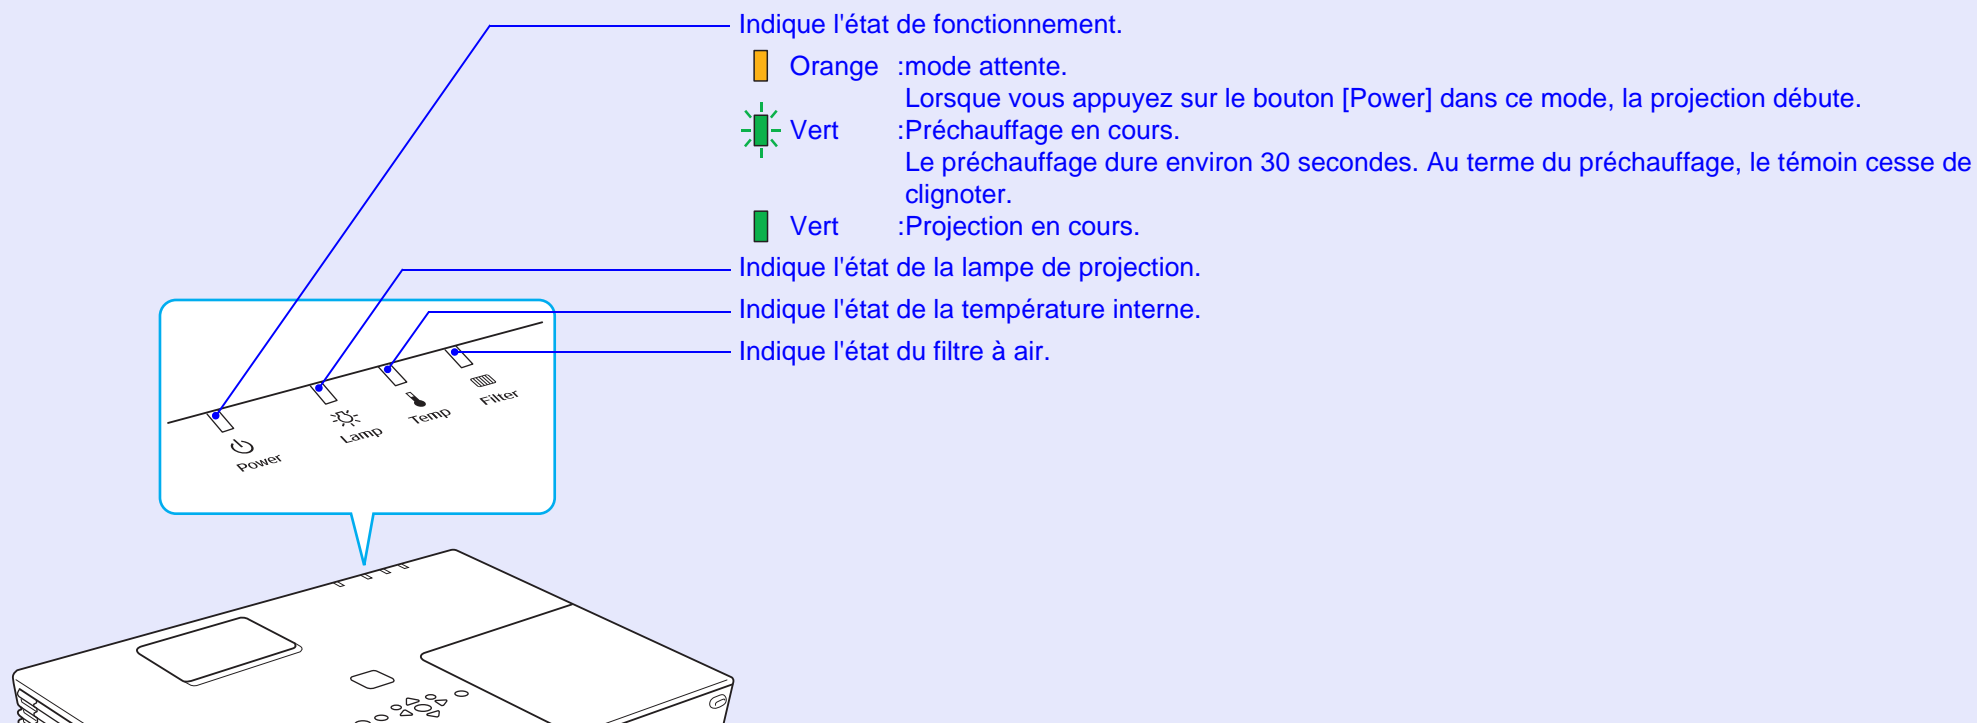 Indique l'état de fonctionnement.
Orange :mode attente.
Lorsque vous appuyez sur le bouton [Power] dans ce mode, la projection débute.
Vert :Préchauffage en cours.
Le préchauffage dure environ 30 secondes. Au terme du préchauffage, le témoin cesse de
clignoter.
Vert :Projection en cours.
Indique l'état de la lampe de projection.
Indique l'état de la température interne.
Indique l'état du filtre à air.
Power
Lamp
Temp
Filter